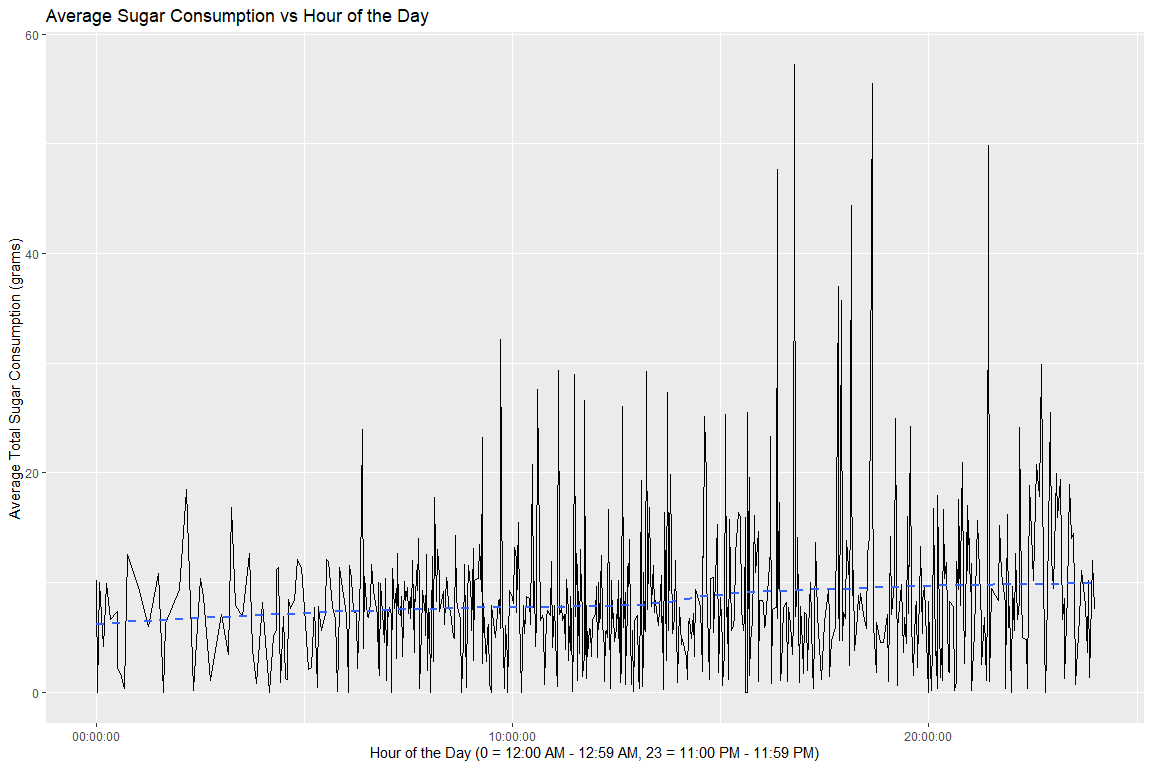 Average Sugar Consumption vs Hour of the Day
Average Total Sugar Consumption (grams)
60
40
20
0
00:00:00
10:00:00
20:00:00
Hour of the Day (0 = 12:00 AM - 12:59 AM, 23 = 11:00 PM - 11:59 PM)